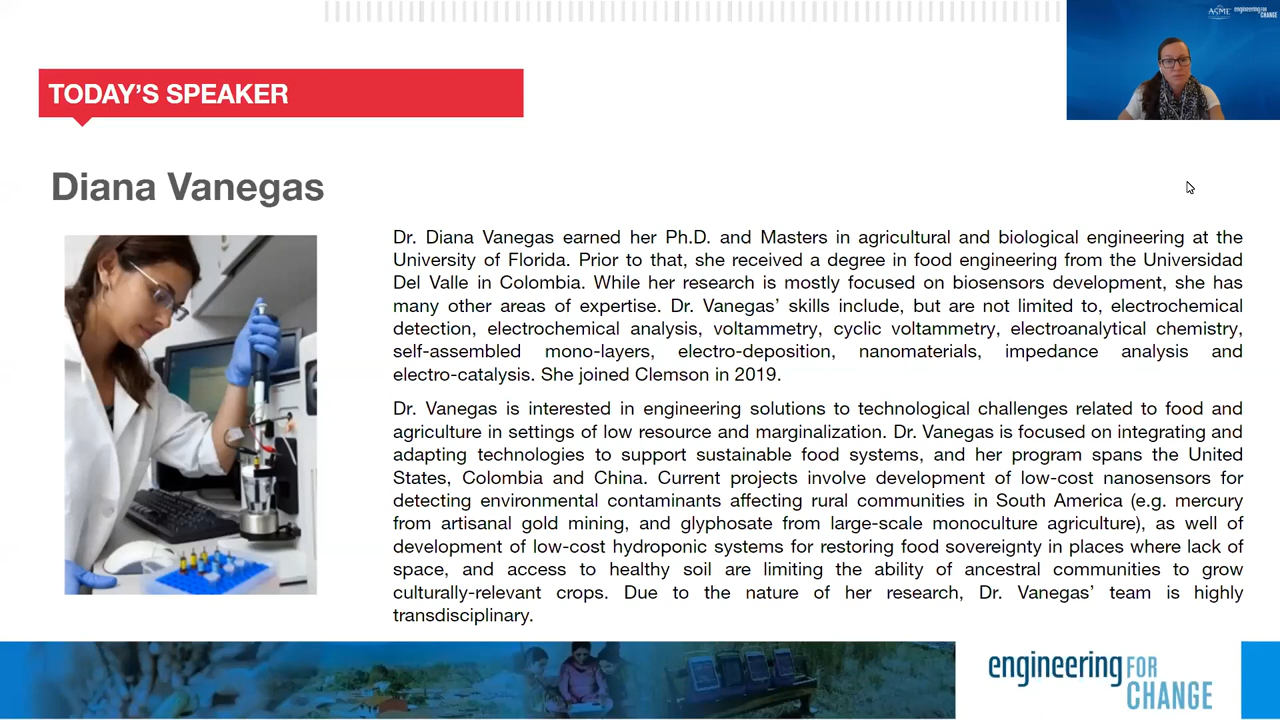 ASME engineering FOR CHANGE
TODAY'S SPEAKER
Diana Vanegas
Dr. Diana Vanegas earned her Ph.D. and Masters in agricultural and biological engineering at the
University of Florida. Prior to that, she received a degree in food engineering from the Universidad
Del Valle in Colombia. While her research is mostly focused on biosensors development, she has
many other areas of expertise. Dr. Vanegas' skills include, but are not limited to, electrochemical
detection, electrochemical analysis, voltammetry, cyclic voltammetry, electroanalytical chemistry,
self-assembled mono-layers, electro-deposition, nanomaterials, impedance analysis and
electro-catalysis. She joined Clemson in 2019.
Dr. Vanegas is interested in engineering solutions to technological challenges related to food and
agriculture in settings of low resource and marginalization. Dr. Vanegas is focused on integrating and
adapting technologies to support sustainable food systems, and her program spans the United
States, Colombia and China. Current projects involve development of low-cost nanosensors for
detecting environmental contaminants affecting rural communities in South America (e.g. mercury
from artisanal gold mining, and glyphosate from large-scale monoculture agriculture), as well of
development of low-cost hydroponic systems for restoring food sovereignty in places where lack of
space, and access to healthy soil are limiting the ability of ancestral communities to grow
culturally-relevant crops. Due to the nature of her research, Dr. Vanegas' team is highly
transdisciplinary.
engineering FOR
CHANGE